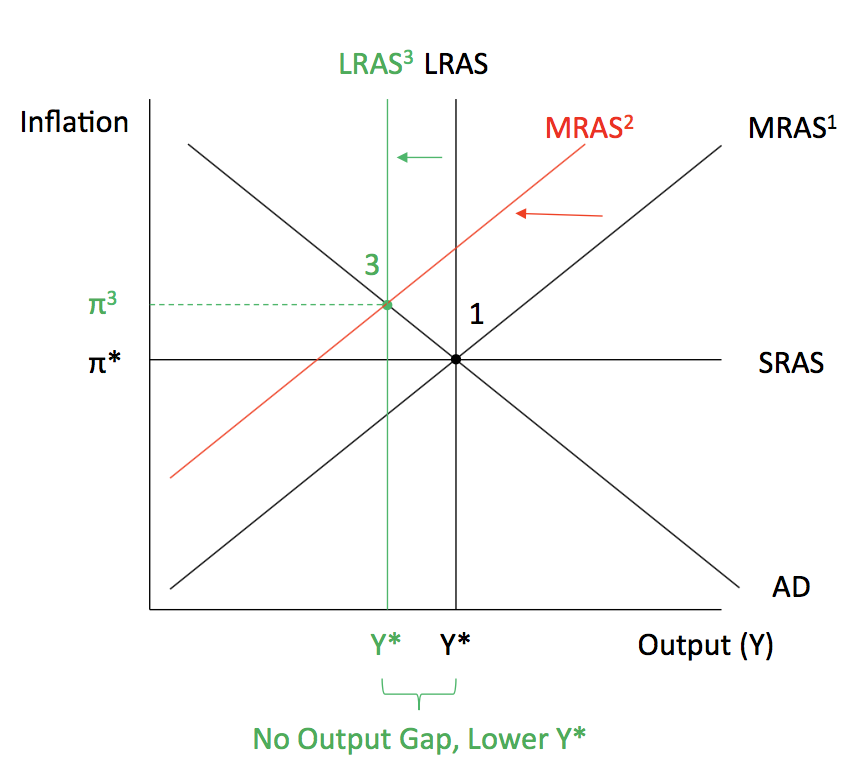 LRAS³ LRAS
Inflation
MRAS²
MRAS¹
3
π³
1
π*
SRAS
AD
Y*
Y*
Output (Y)
No Output Gap, Lower Y*